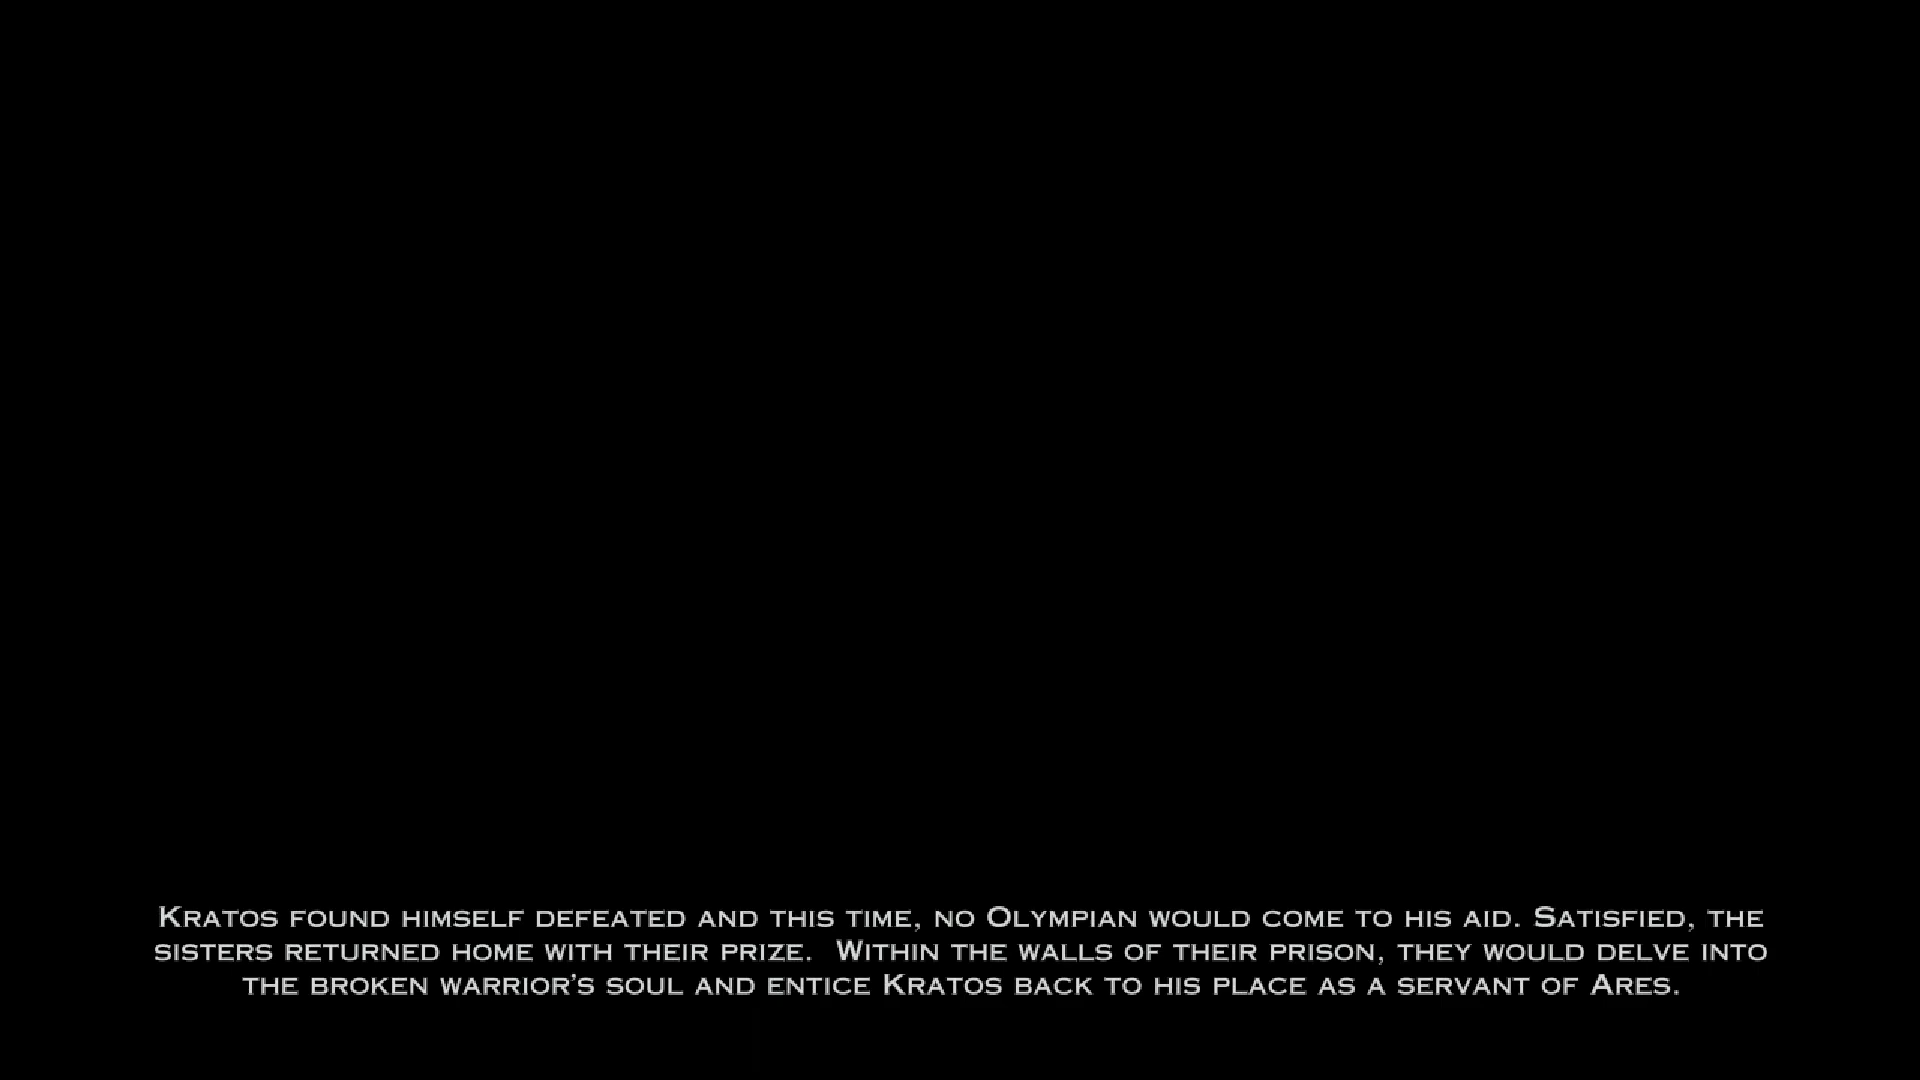 Kratos found himself defeated and this time, no Olympian would come to his aid. Satisfied, the
sisters returned home with their prize.  Within the walls of their prison, they would delve into
the broken warrior's soul and entice Kratos back to his place as a servant of Ares.